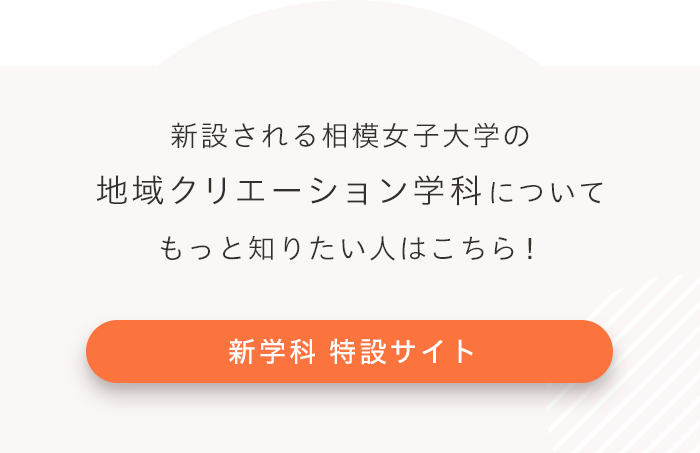 新設される相模女子大学の
地域クリエーション学科について
もっと知りたい人はこちら！
新学科 特設サイト